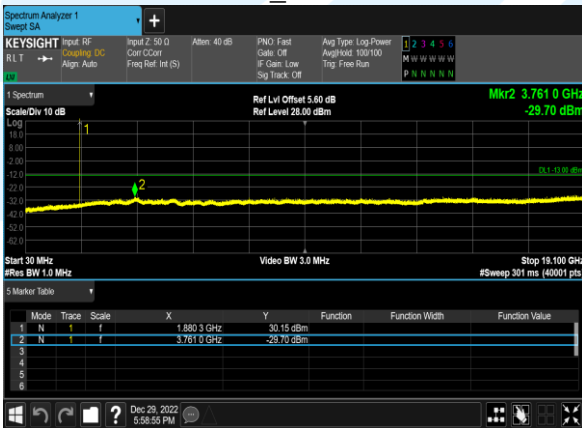 Spectrum Analyzer 1
Swept SA
+
KEYSIGHT
RLT
LV
Input: RF
Coupling: DC
Align: Auto
Input Z: 50 Ω
Corr CCorr
Freq Ref: Int (S)
Atten: 40 dB
PNO: Fast
Gate: Off
IF Gain: Low
Sig Track: Off
Avg Type: Log-Power
Avg|Hold: 100/100
Trig: Free Run
1 2 3 4 5 6
M W W W W W
P N N N N N
1 Spectrum
Scale/Div 10 dB
Ref Lvl Offset 5.60 dB
Ref Level 28.00 dBm
Mkr2 3.761 0 GHz
-29.70 dBm
Log
18.0
8.00
-2.00
-12.0
-22.0
-32.0
-42.0
-52.0
-62.0
1
2
DL1 -13.00 dBm
Start 30 MHz
#Res BW 1.0 MHz
Video BW 3.0 MHz
Stop 19.100 GHz
#Sweep 301 ms (40001 pts
5 Marker Table
Mode Trace Scale X Y Function Function Width Function Value
1 N 1 f 1.880 3 GHz 30.15 dBm
2 N 1 f 3.761 0 GHz -29.70 dBm
3
4
5
6
?
Dec 29, 2022
5:58:55 PM